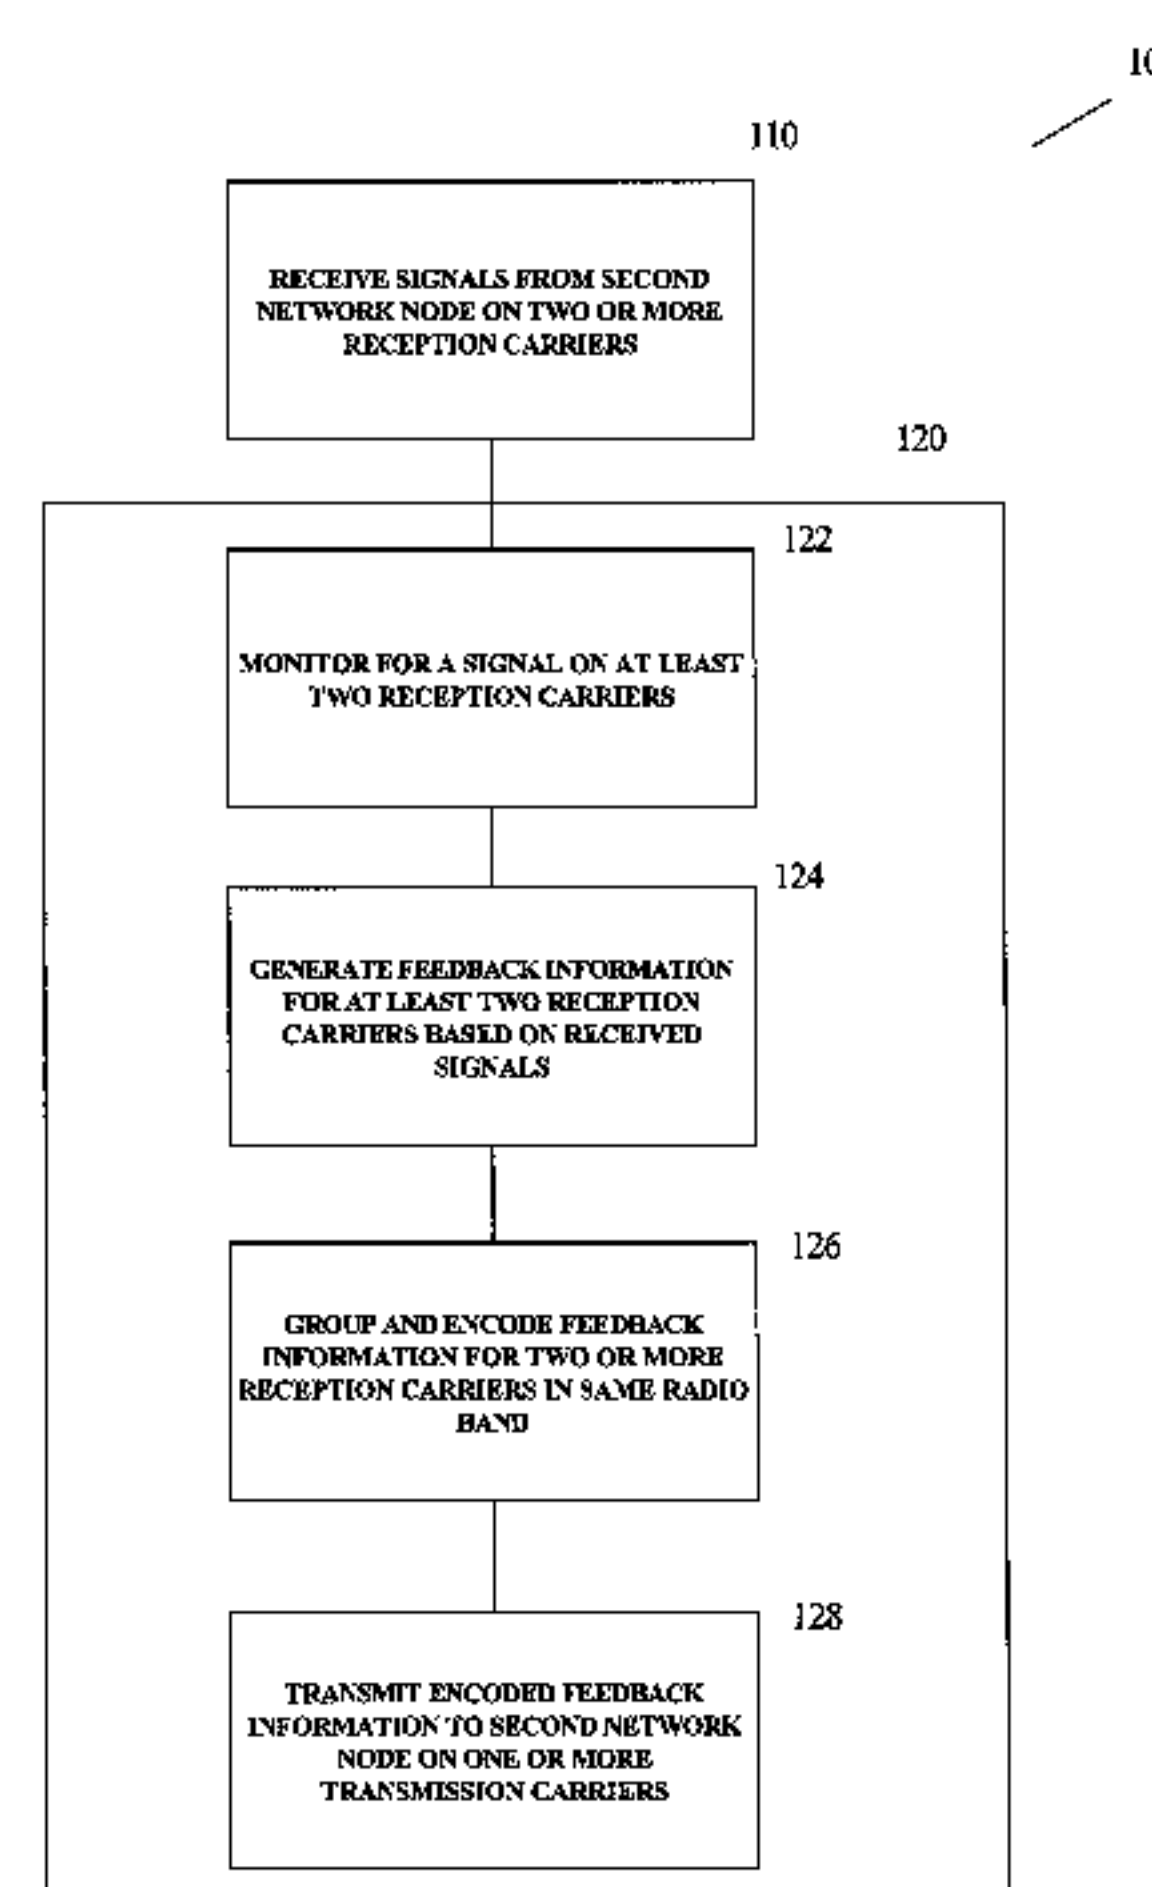 110
RECEIVE SIGNALS FROM SECOND
NETWORK NODE ON TWO OR MORE
RECEPTION CARRIERS
120
122
MONITOR FOR A SIGNAL ON AT LEAST
TWO RECEPTION CARRIERS
124
GENERATE FEEDBACK INFORMATION
FOR AT LEAST TWO RECEPTION
CARRIERS BASED ON RECEIVED
SIGNALS
126
GROUP AND ENCODE FEEDBACK
INFORMATION FOR TWO OR MORE
RECEPTION CARRIERS IN SAME RADIO
BAND
128
TRANSMIT ENCODED FEEDBACK
INFORMATION TO SECOND NETWORK
NODE ON ONE OR MORE
TRANSMISSION CARRIERS